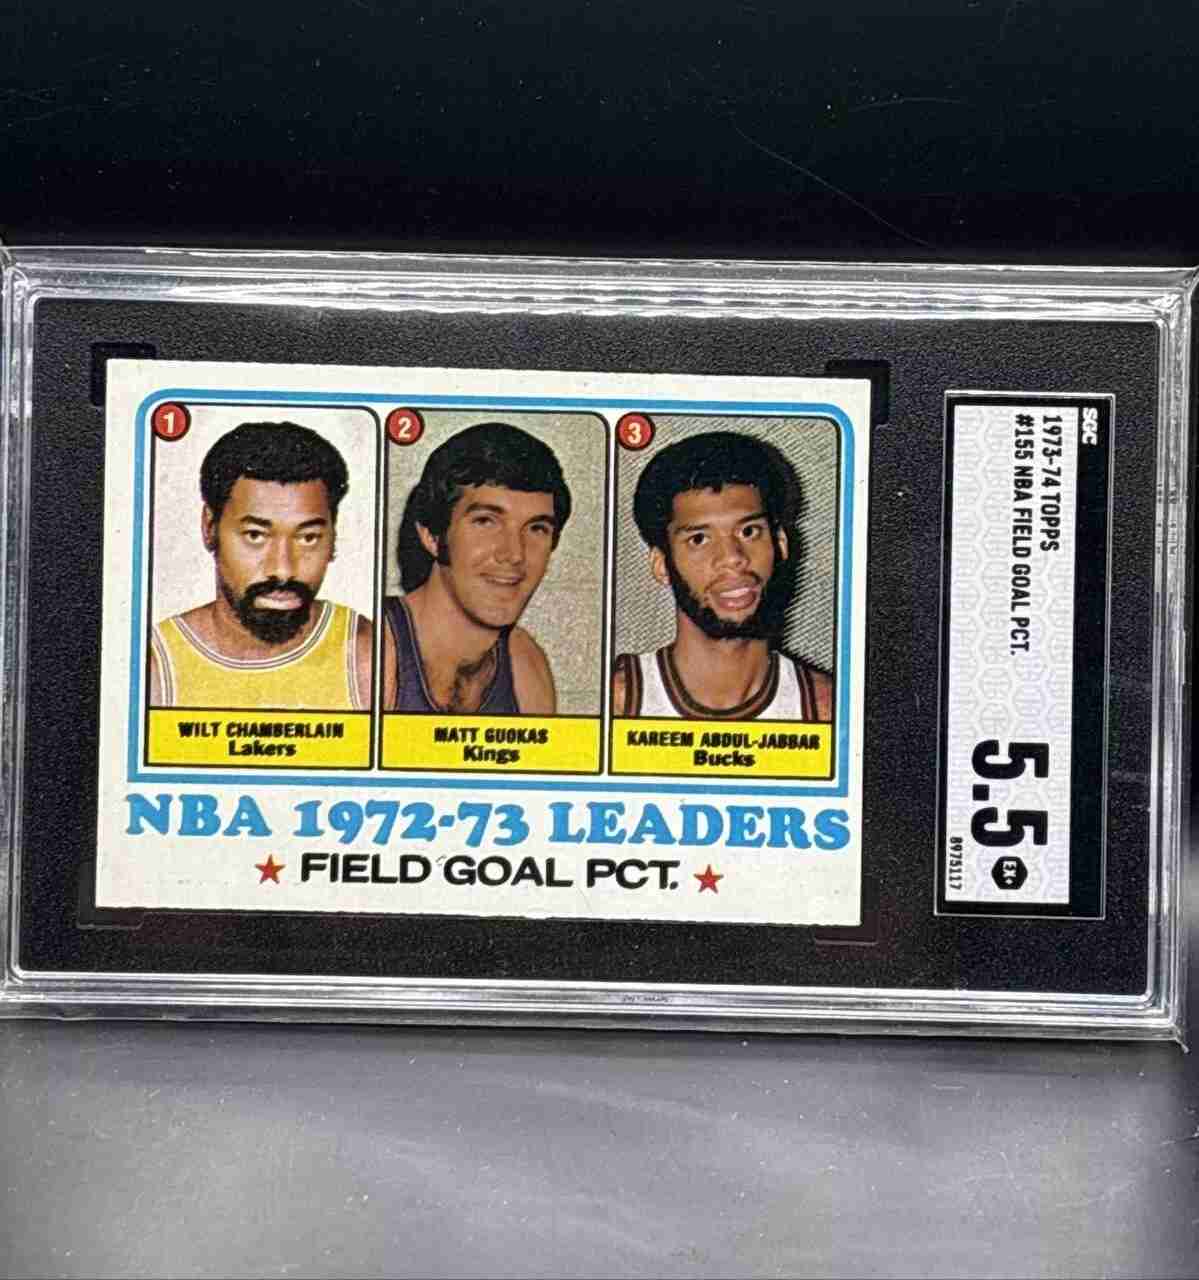 1
2
3
WILT CHAMBERLAIN
Lakers
MATT GUOKAS
Kings
KAREEM ABDUL-JABBAR
Bucks
NBA 1972-73 LEADERS
★ FIELD GOAL PCT. ★
SGC
1973-74 TOPPS
#155 NBA FIELD GOAL PCT.
5.5
EX+
8975117